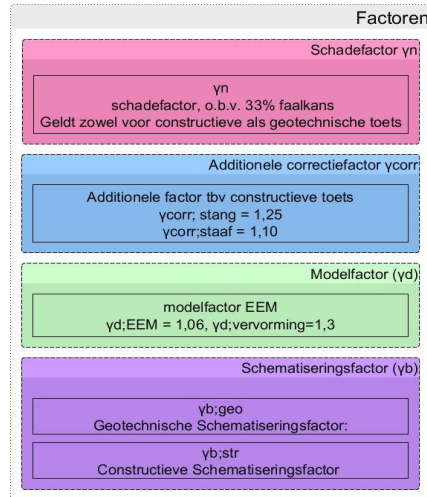 Factoren
Schadefactor γn
γn
schadefactor, o.b.v. 33% faalkans
Geldt zowel voor constructieve als geotechnische toets
Additionele correctiefactor γcorr
Additionele factor tbv constructieve toets
γcorr; stang = 1,25
γcorr;staaf = 1,10
Modelfactor (γd)
modelfactor EEM
γd;EEM = 1,06, γd;vervorming=1,3
Schematiseringsfactor (γb)
γb;geo
Geotechnische Schematiseringsfactor:
γb;str
Constructieve Schematiseringsfactor